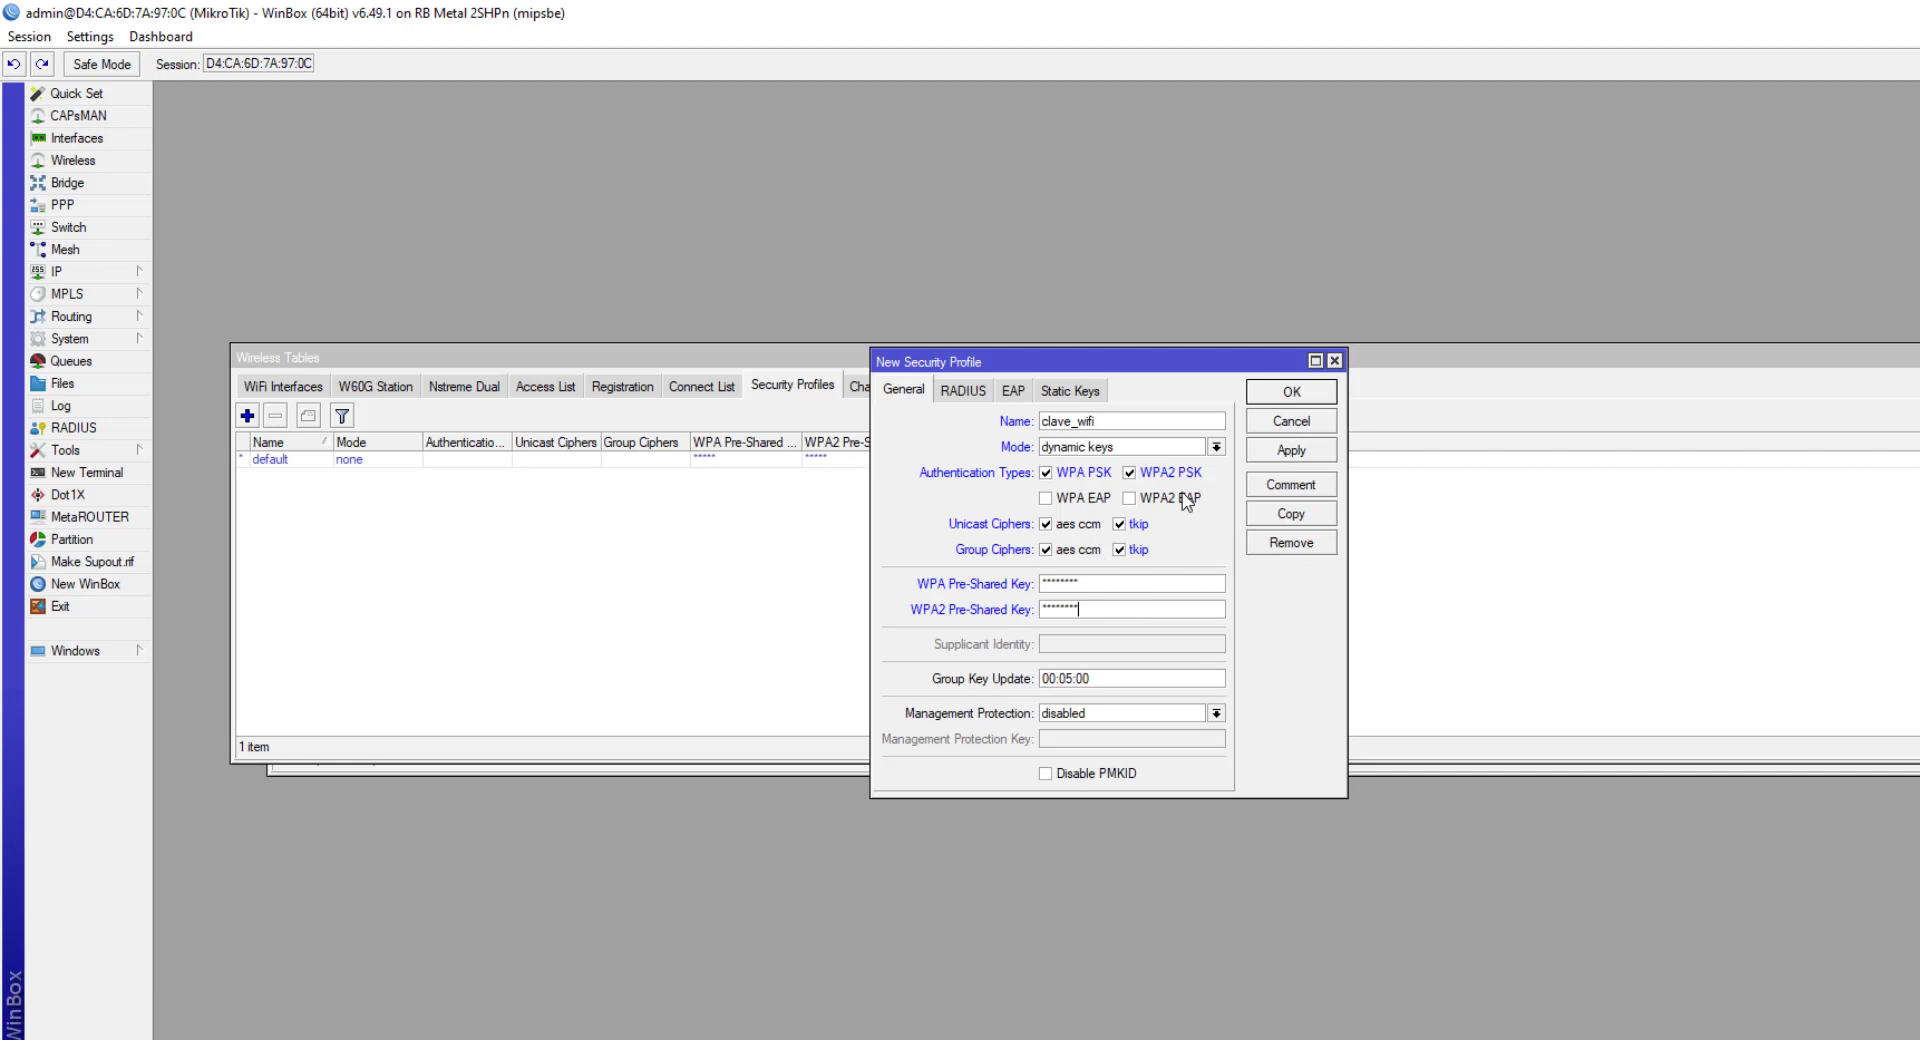 admin@D4:CA:6D:7A:97:0C (MikroTik) - WinBox (64bit) v6.49.1 on RB Metal 2SHPn (mipsbe)
Session Settings Dashboard
Safe Mode Session: D4:CA:6D:7A:97:0C
Quick Set
CAPsMAN
Interfaces
Wireless
Bridge
PPP
Switch
Mesh
IP
MPLS
Routing
System
Queues
Files
Log
RADIUS
Tools
New Terminal
Dot1X
MetaROUTER
Partition
Make Supout.rif
New WinBox
Exit
Windows
WinBox
Wireless Tables
WiFi Interfaces W60G Station Nstreme Dual Access List Registration Connect List Security Profiles Cha
Name Mode Authenticatio... Unicast Ciphers Group Ciphers WPA Pre-Shared ... WPA2 Pre-S
* default none ***** *****
1 item
New Security Profile
General RADIUS EAP Static Keys
Name: clave_wifi
Mode: dynamic keys
Authentication Types: WPA PSK WPA2 PSK
WPA EAP WPA2 EAP
Unicast Ciphers: aes ccm tkip
Group Ciphers: aes ccm tkip
WPA Pre-Shared Key: ********
WPA2 Pre-Shared Key: ********
Supplicant Identity:
Group Key Update: 00:05:00
Management Protection: disabled
Management Protection Key:
Disable PMKID
OK
Cancel
Apply
Comment
Copy
Remove